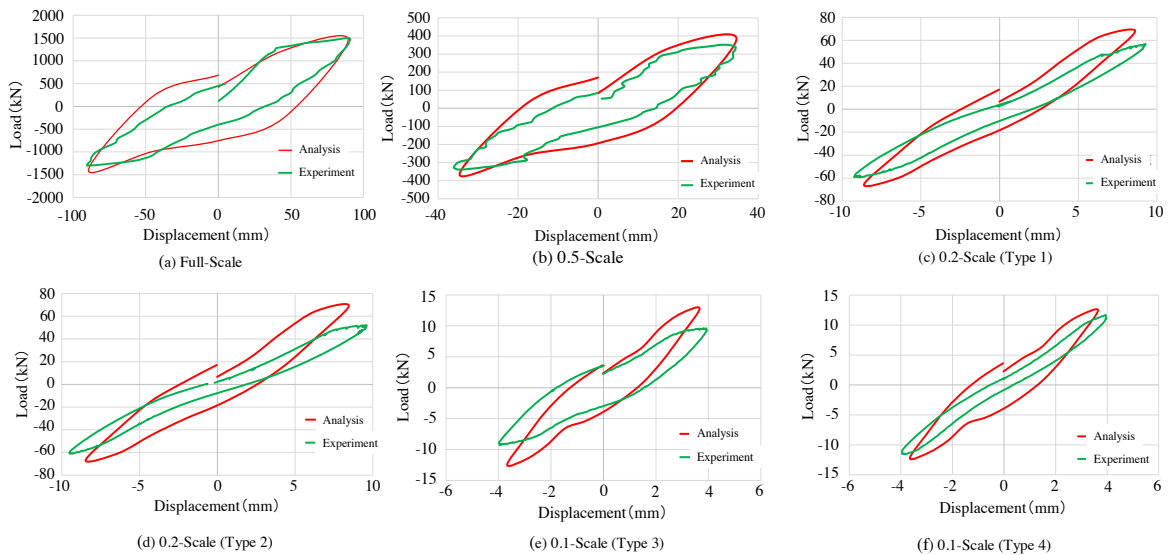 2000
1500
1000
500
0
500
1000
1500
2000
-100
-50
0
50
100
Load(kN)
Displacement(mm)
Analysis
Experiment
(a) Full-Scale
500
400
300
200
100
0
-100
-200
-300
-400
-40
-20
0
20
40
Load(kN)
Displacement(mm)
Analysis
Experiment
(b) 0.5-Scale
80
60
40
20
0
-20
-40
-60
-80
-10
-5
0
5
10
Load(kN)
Displacement(mm)
Analysis
Experiment
(c) 0.2-Scale (Type 1)
80
60
40
20
0
-20
-40
-60
-80
-10
-5
0
5
10
Load(kN)
Displacement(mm)
Analysis
Experiment
(d) 0.2-Scale (Type 2)
15
10
5
0
-5
-10
-15
-6
-4
-2
0
2
4
6
Load(kN)
Displacement(mm)
Analysis
Experiment
(e) 0.1-Scale (Type 3)
15
10
5
0
-5
-10
-15
-6
-4
-2
0
2
4
6
Load(kN)
Displacement(mm)
Analysis
Experiment
(f) 0.1-Scale (Type 4)